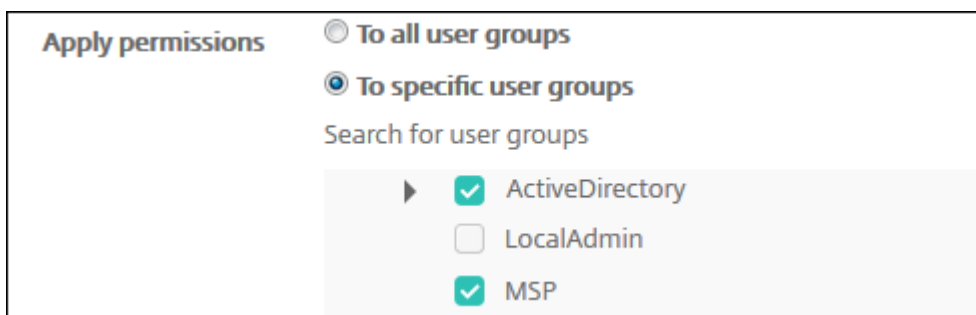 Apply permissions
To all user groups
To specific user groups
Search for user groups
ActiveDirectory
LocalAdmin
MSP